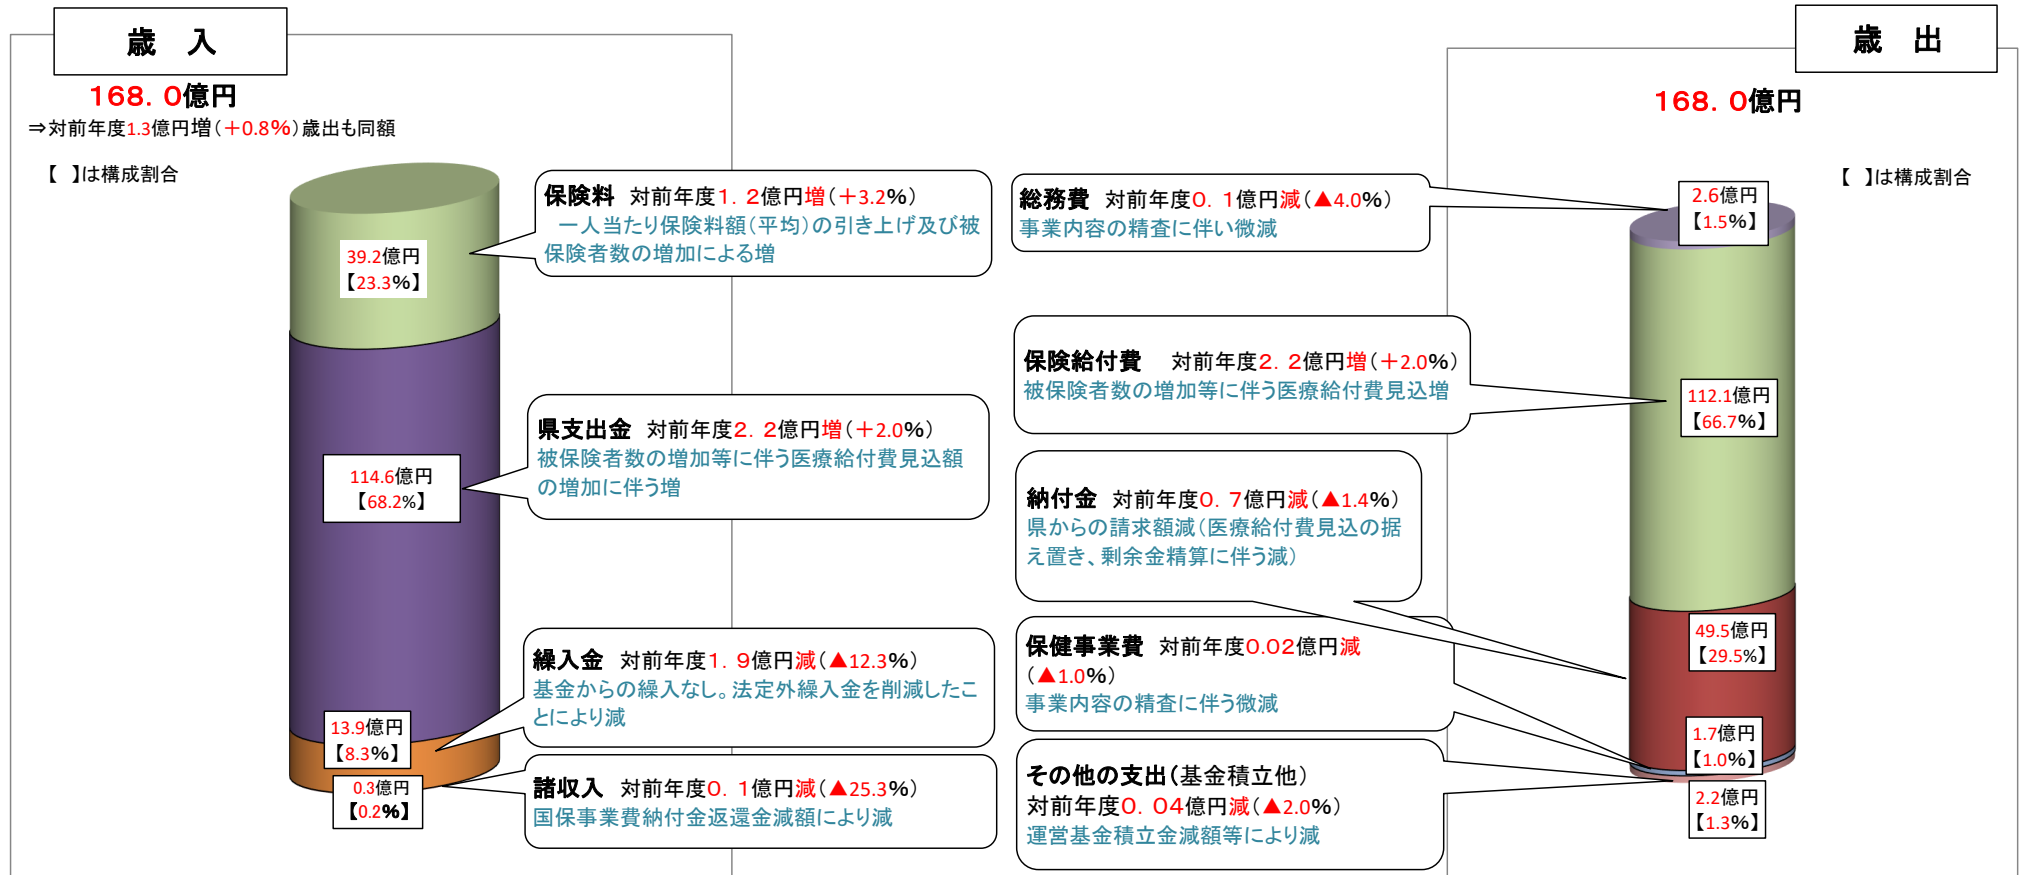 歳　入
168．0億円
⇒対前年度1.3億円増（＋0.8％）歳出も同額
【　】は構成割合
39.2億円
【23.3％】
114.6億円
【68.2％】
13.9億円
【8.3％】
0.3億円
【0.2％】
保険料　対前年度１．２億円増（＋3.2％）
一人当たり保険料額（平均）の引き上げ及び被
保険者数の増加による増
県支出金　対前年度２．２億円増（＋2.0％）
被保険者数の増加等に伴う医療給付費見込額
の増加に伴う増
繰入金　対前年度１．９億円減（▲12.3％）
基金からの繰入なし。法定外繰入金を削減したこ
とにより減
諸収入　対前年度０．１億円減（▲25.3％）
国保事業費納付金返還金減額により減
歳　出
168．0億円
【　】は構成割合
総務費　対前年度０．１億円減（▲4.0％）
事業内容の精査に伴い微減
保険給付費　対前年度２．２億円増（＋2.0％）
被保険者数の増加等に伴う医療給付費見込増
納付金　対前年度０．７億円減（▲1.4％）
県からの請求額減（医療給付費見込の据
え置き、剰余金精算に伴う減）
保健事業費　対前年度0.02億円減
（▲1.0％）
事業内容の精査に伴う微減
その他の支出（基金積立他）
対前年度０．04億円減（▲2.0％）
運営基金積立金減額等により減
2.6億円
【1.5％】
112.1億円
【66.7％】
49.5億円
【29.5％】
1.7億円
【1.0％】
2.2億円
【1.3％】